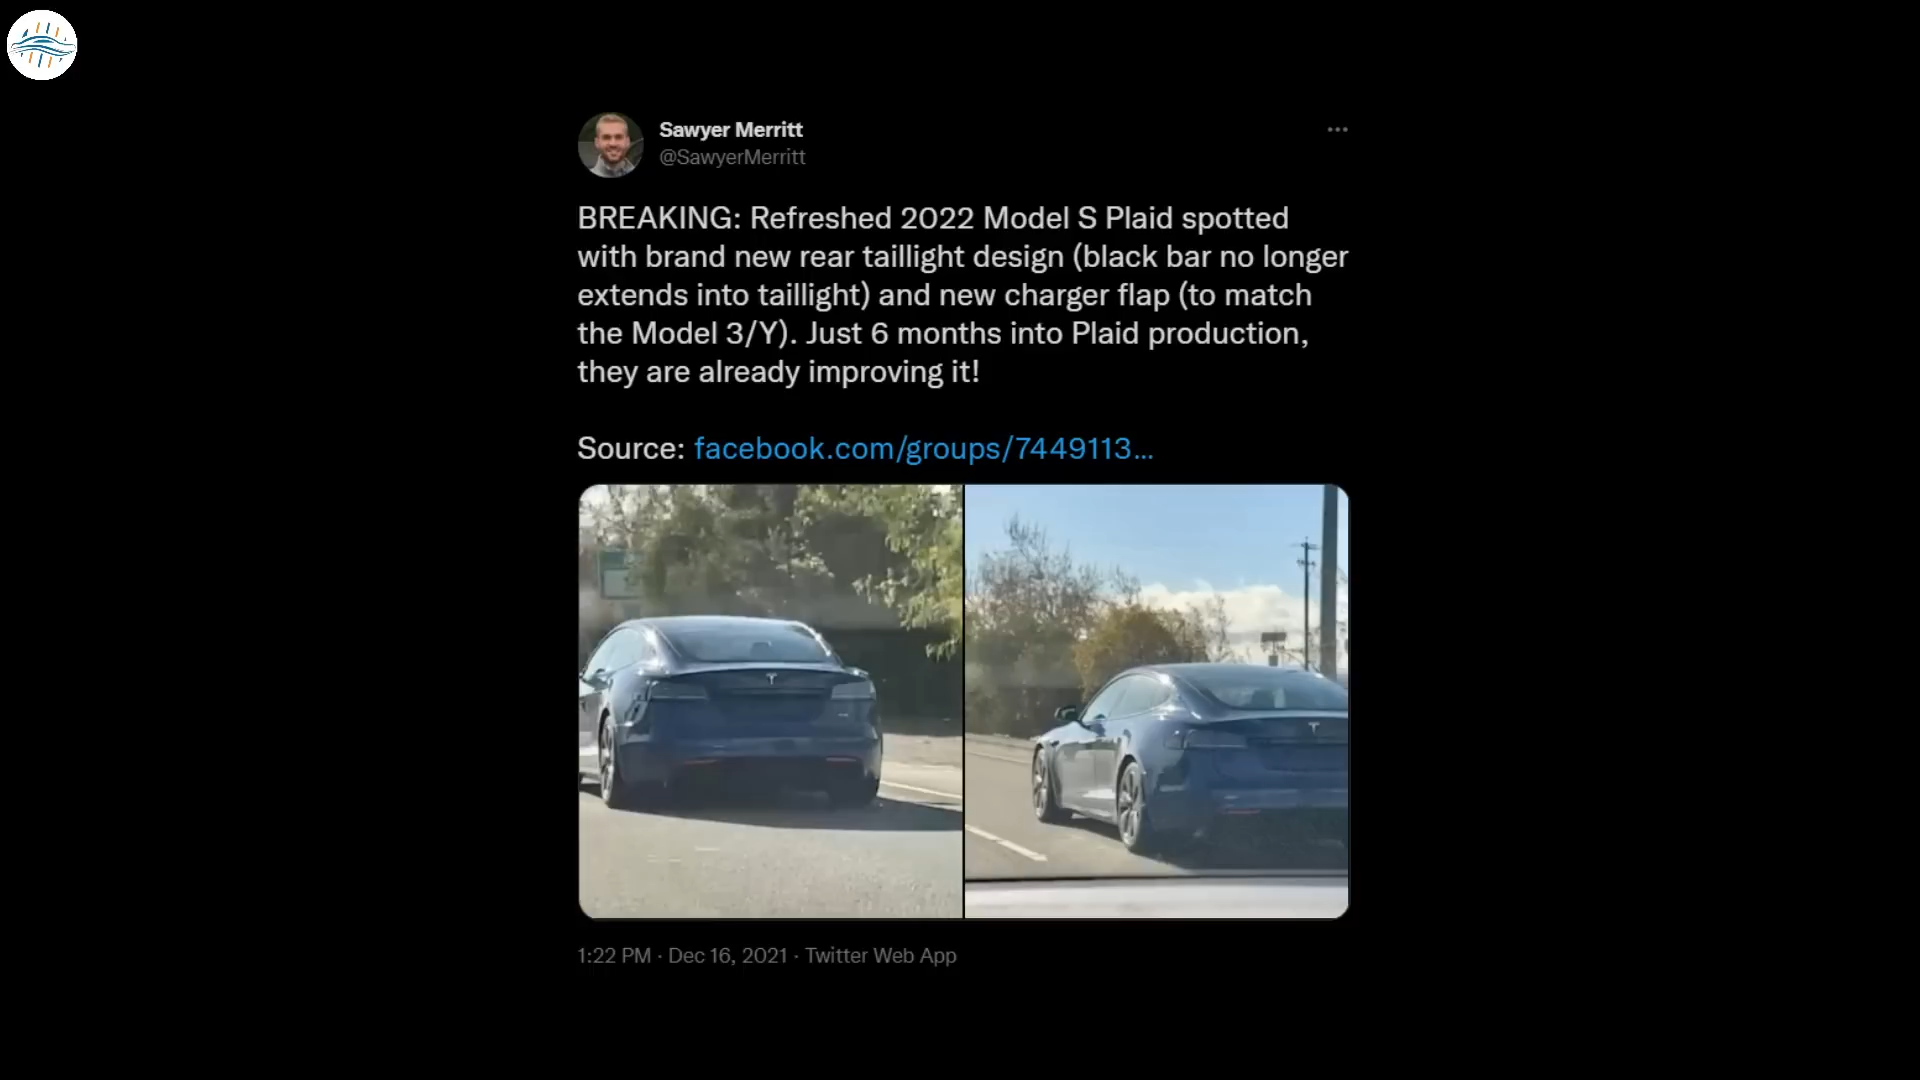 Sawyer Merritt
@SawyerMerritt
BREAKING: Refreshed 2022 Model S Plaid spotted
with brand new rear taillight design (black bar no longer
extends into taillight) and new charger flap (to match
the Model 3/Y). Just 6 months into Plaid production,
they are already improving it!
Source: facebook.com/groups/7449113...
1:22 PM · Dec 16, 2021 · Twitter Web App